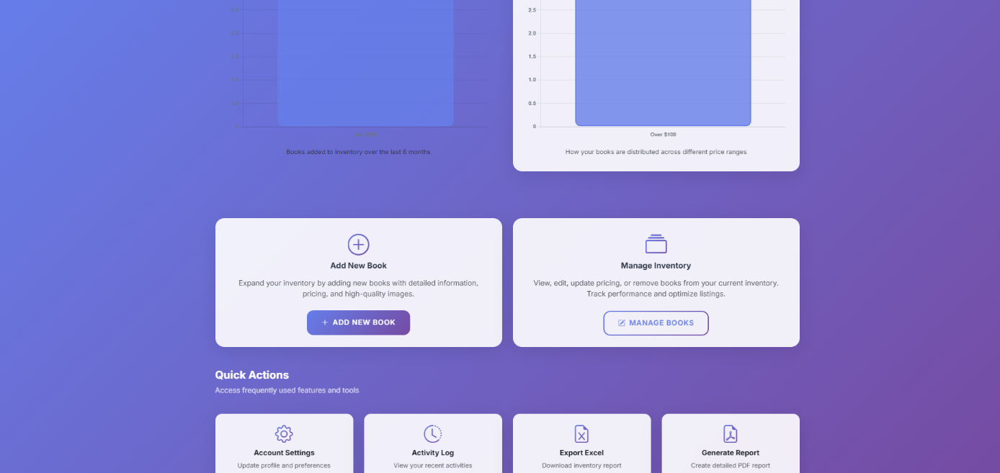 2.5
2.0
1.5
1.0
0.5
0
Over $100
Books added to inventory over the last 6 months
How your books are distributed across different price ranges
Add New Book
Expand your inventory by adding new books with detailed information,
pricing, and high-quality images.
ADD NEW BOOK
Manage Inventory
View, edit, update pricing, or remove books from your current inventory.
Track performance and optimize listings.
MANAGE BOOKS
Quick Actions
Access frequently used features and tools
Account Settings
Update profile and preferences
Activity Log
View your recent activities
Export Excel
Download inventory report
Generate Report
Create detailed PDF report